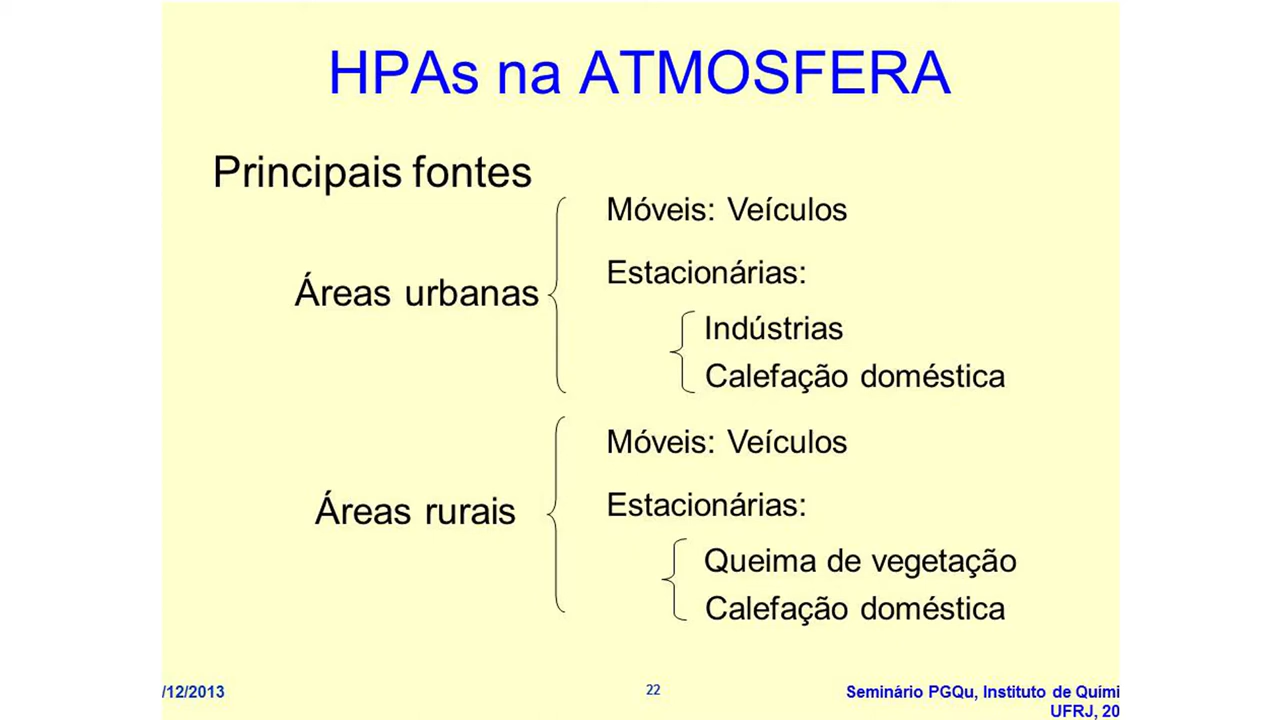 HPAs na ATMOSFERA
Principais fontes
Áreas urbanas
Móveis: Veículos
Estacionárias:
Indústrias
Calefação doméstica
Áreas rurais
Móveis: Veículos
Estacionárias:
Queima de vegetação
Calefação doméstica
/12/2013
22
Seminário PGQu, Instituto de Quími
UFRJ, 20